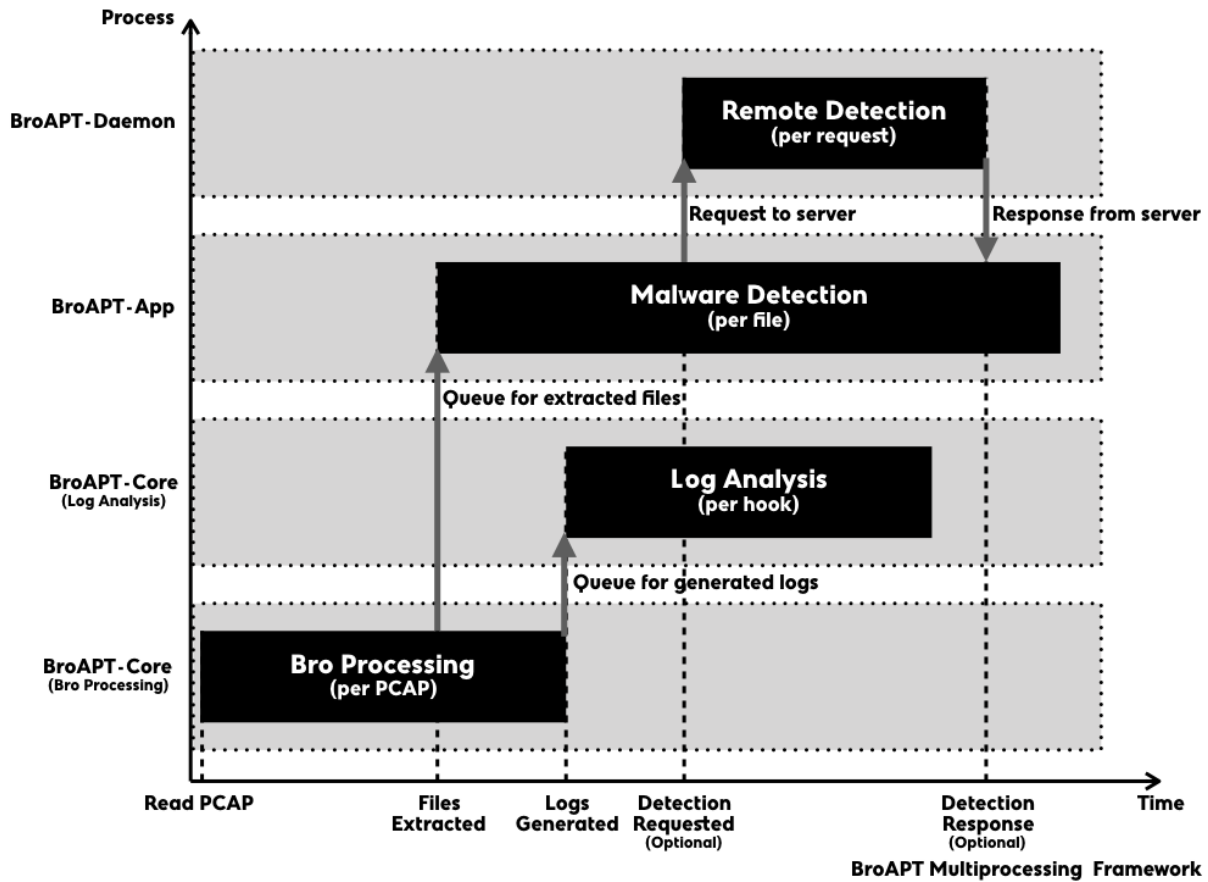 Process
BroAPT-Daemon
Remote Detection
(per request)
Request to server
Response from server
BroAPT-App
Malware Detection
(per file)
Queue for extracted files
BroAPT-Core
(Log Analysis)
Log Analysis
(per hook)
Queue for generated logs
BroAPT-Core
(Bro Processing)
Bro Processing
(per PCAP)
Read PCAP
Files
Extracted
Logs
Generated
Detection
Requested
(Optional)
Detection
Response
(Optional)
Time
BroAPT Multiprocessing Framework